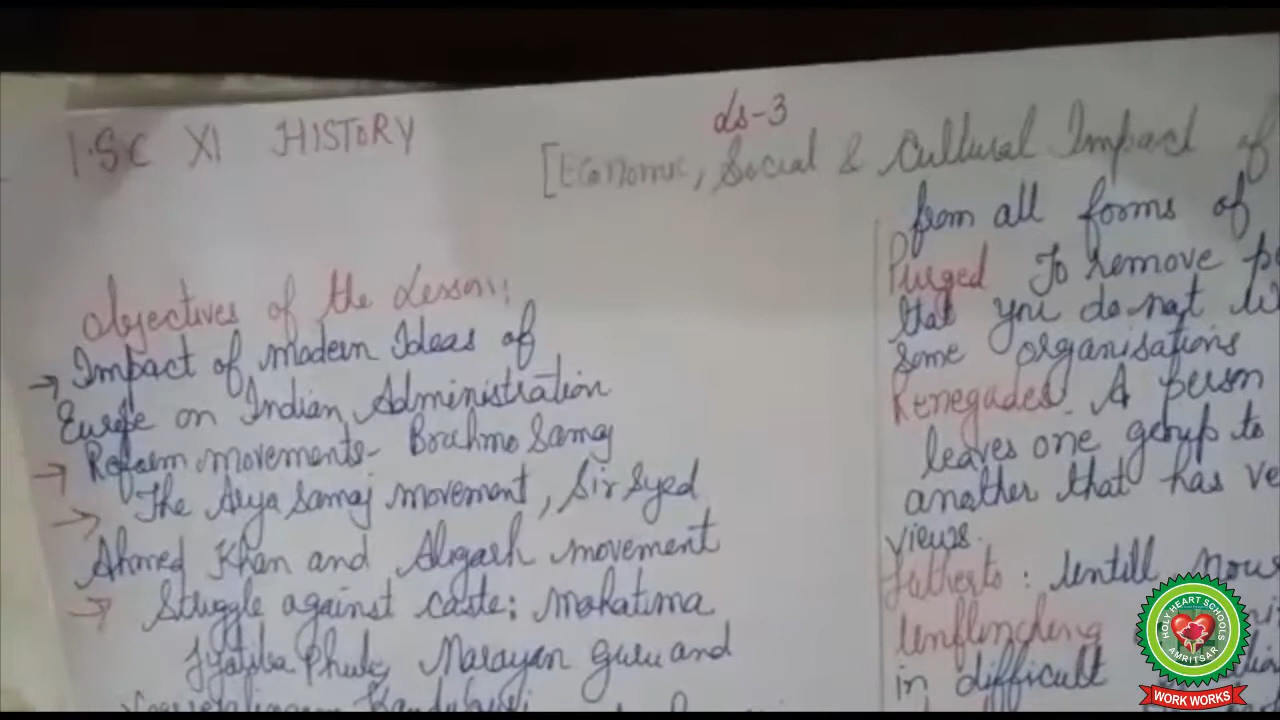 I.SC XI HISTORY
Ls-3
[Economic, Social & Cultural Impact of
Objectives of the Lesson:
→ Impact of modern Ideas of
Europe on Indian Administration
→ Reform movements- Brahmo Samaj
→ The Arya Samaj movement, Sir Syed
Ahmed Khan and Aligarh movement
→ Struggle against caste: Mahatma
Jyotiba Phule, Narayan Guru and
from all forms of
Purged To remove
that you do not
some organisations
Renegades. A person
leaves one group to
another that has
views.
Hitherto: Untill Now
Unflinching
in difficult
HOLY HEART SCHOOLS
AMRITSAR
WORK WORKS